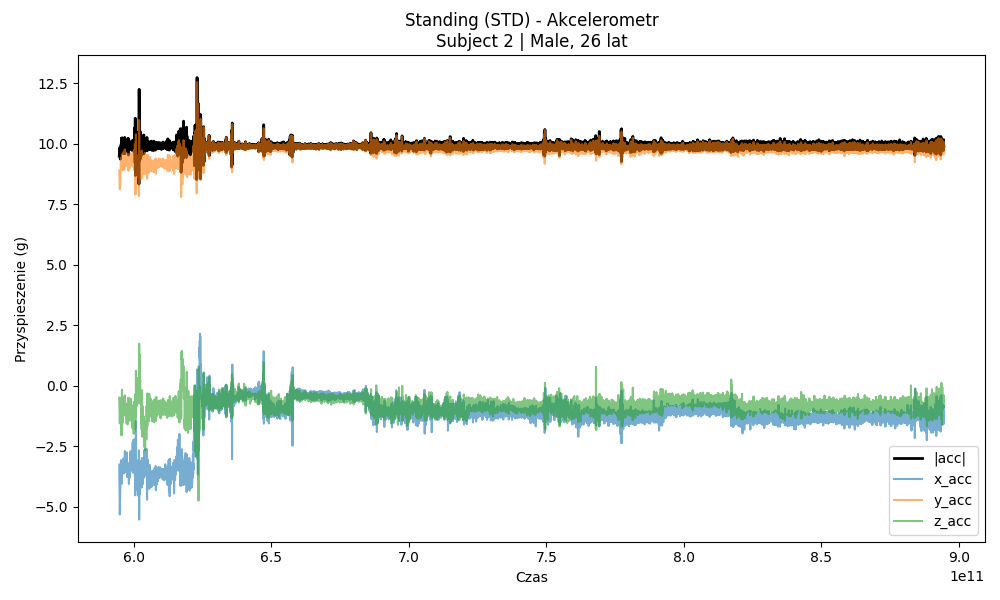 Standing (STD) - Akcelerometr
Subject 2 | Male, 26 lat
Przyspieszenie (g)
12.5
10.0
7.5
5.0
2.5
0.0
−2.5
−5.0
|acc|
x_acc
y_acc
z_acc
6.0 6.5 7.0 7.5 8.0 8.5 9.0
1e11
Czas